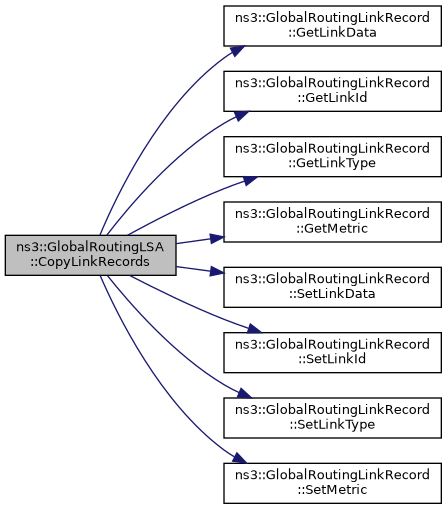 ns3::GlobalRoutingLSA
::CopyLinkRecords
ns3::GlobalRoutingLinkRecord
::GetLinkData
ns3::GlobalRoutingLinkRecord
::GetLinkId
ns3::GlobalRoutingLinkRecord
::GetLinkType
ns3::GlobalRoutingLinkRecord
::GetMetric
ns3::GlobalRoutingLinkRecord
::SetLinkData
ns3::GlobalRoutingLinkRecord
::SetLinkId
ns3::GlobalRoutingLinkRecord
::SetLinkType
ns3::GlobalRoutingLinkRecord
::SetMetric